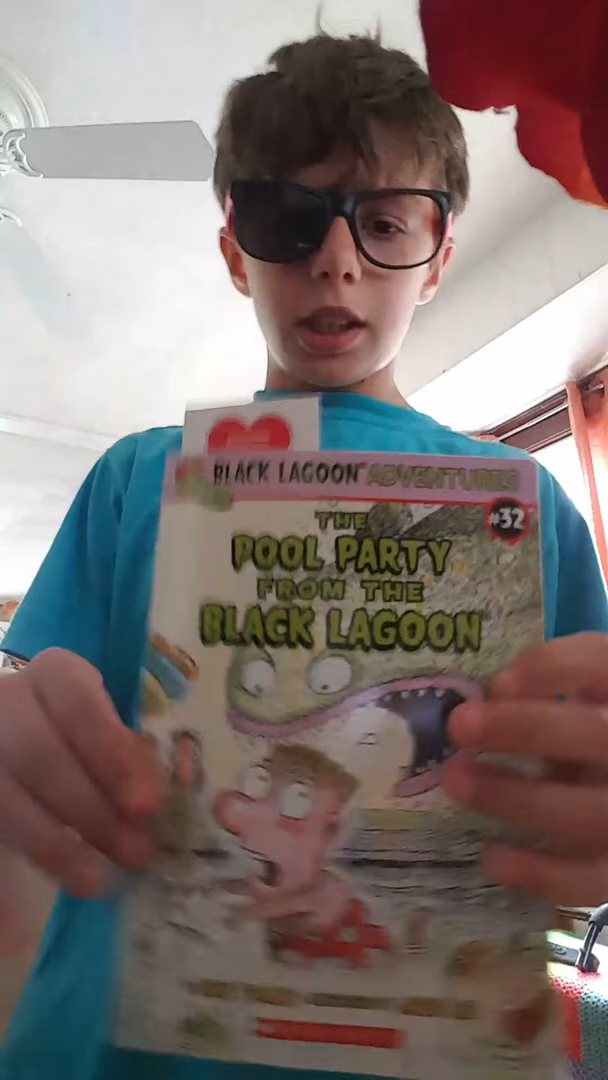 BLACK LAGOON ADVENTURES
#32
THE
POOL PARTY
FROM THE
BLACK LAGOON